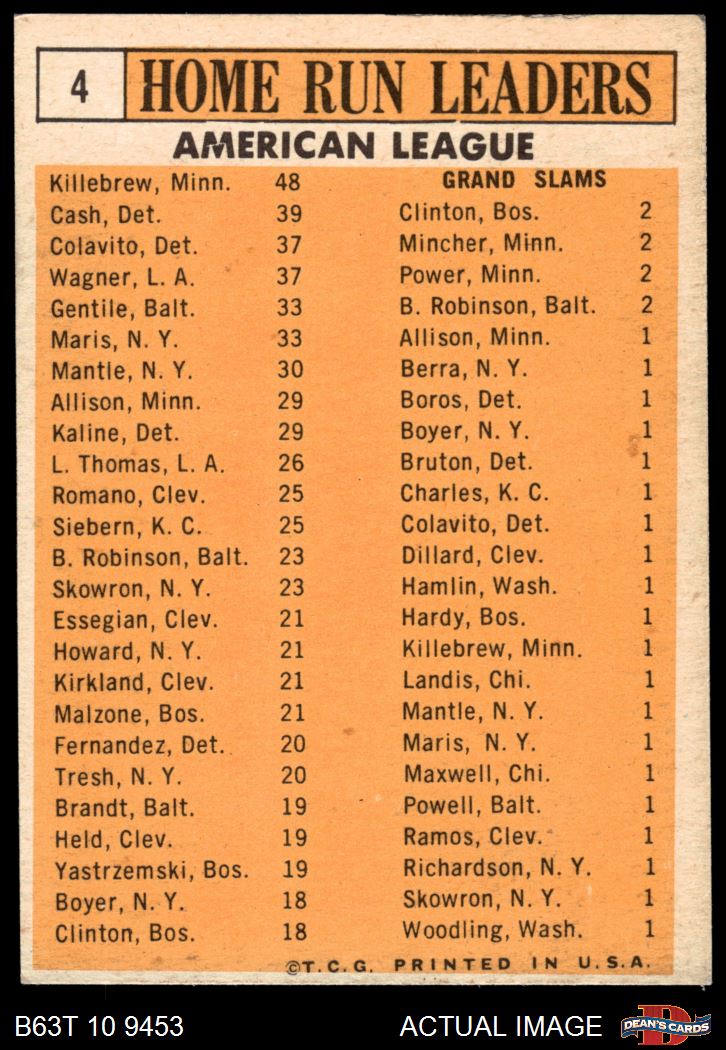 4 HOME RUN LEADERS
AMERICAN LEAGUE
Killebrew, Minn. 48
Cash, Det. 39
Colavito, Det. 37
Wagner, L. A. 37
Gentile, Balt. 33
Maris, N. Y. 33
Mantle, N. Y. 30
Allison, Minn. 29
Kaline, Det. 29
L. Thomas, L. A. 26
Romano, Clev. 25
Siebern, K. C. 25
B. Robinson, Balt. 23
Skowron, N. Y. 23
Essegian, Clev. 21
Howard, N. Y. 21
Kirkland, Clev. 21
Malzone, Bos. 21
Fernandez, Det. 20
Tresh, N. Y. 20
Brandt, Balt. 19
Held, Clev. 19
Yastrzemski, Bos. 19
Boyer, N. Y. 18
Clinton, Bos. 18
GRAND SLAMS
Clinton, Bos. 2
Mincher, Minn. 2
Power, Minn. 2
B. Robinson, Balt. 2
Allison, Minn. 1
Berra, N. Y. 1
Boros, Det. 1
Boyer, N. Y. 1
Bruton, Det. 1
Charles, K. C. 1
Colavito, Det. 1
Dillard, Clev. 1
Hamlin, Wash. 1
Hardy, Bos. 1
Killebrew, Minn. 1
Landis, Chi. 1
Mantle, N. Y. 1
Maris, N. Y. 1
Maxwell, Chi. 1
Powell, Balt. 1
Ramos, Clev. 1
Richardson, N. Y. 1
Skowron, N. Y. 1
Woodling, Wash. 1
©T. C. G. PRINTED IN U. S. A.
B63T 10 9453
ACTUAL IMAGE
D
DEAN'S CARDS